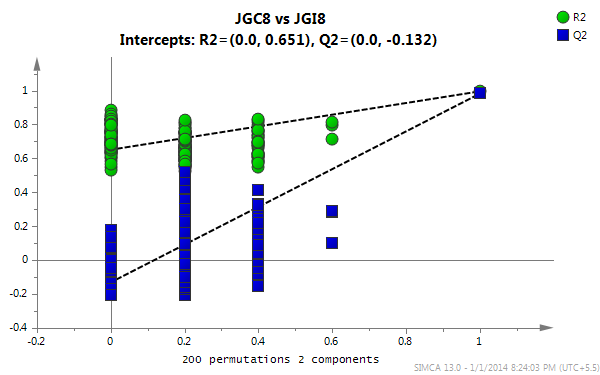 JGC8 vs JGI8
Intercepts: R2=(0.0, 0.651), Q2=(0.0, -0.132)
R2
Q2
1
0.8
0.6
0.4
0.2
0
-0.2
-0.4
-0.2 0 0.2 0.4 0.6 0.8 1
200 permutations 2 components
SIMCA 13.0 - 1/1/2014 8:24:03 PM (UTC+5.5)